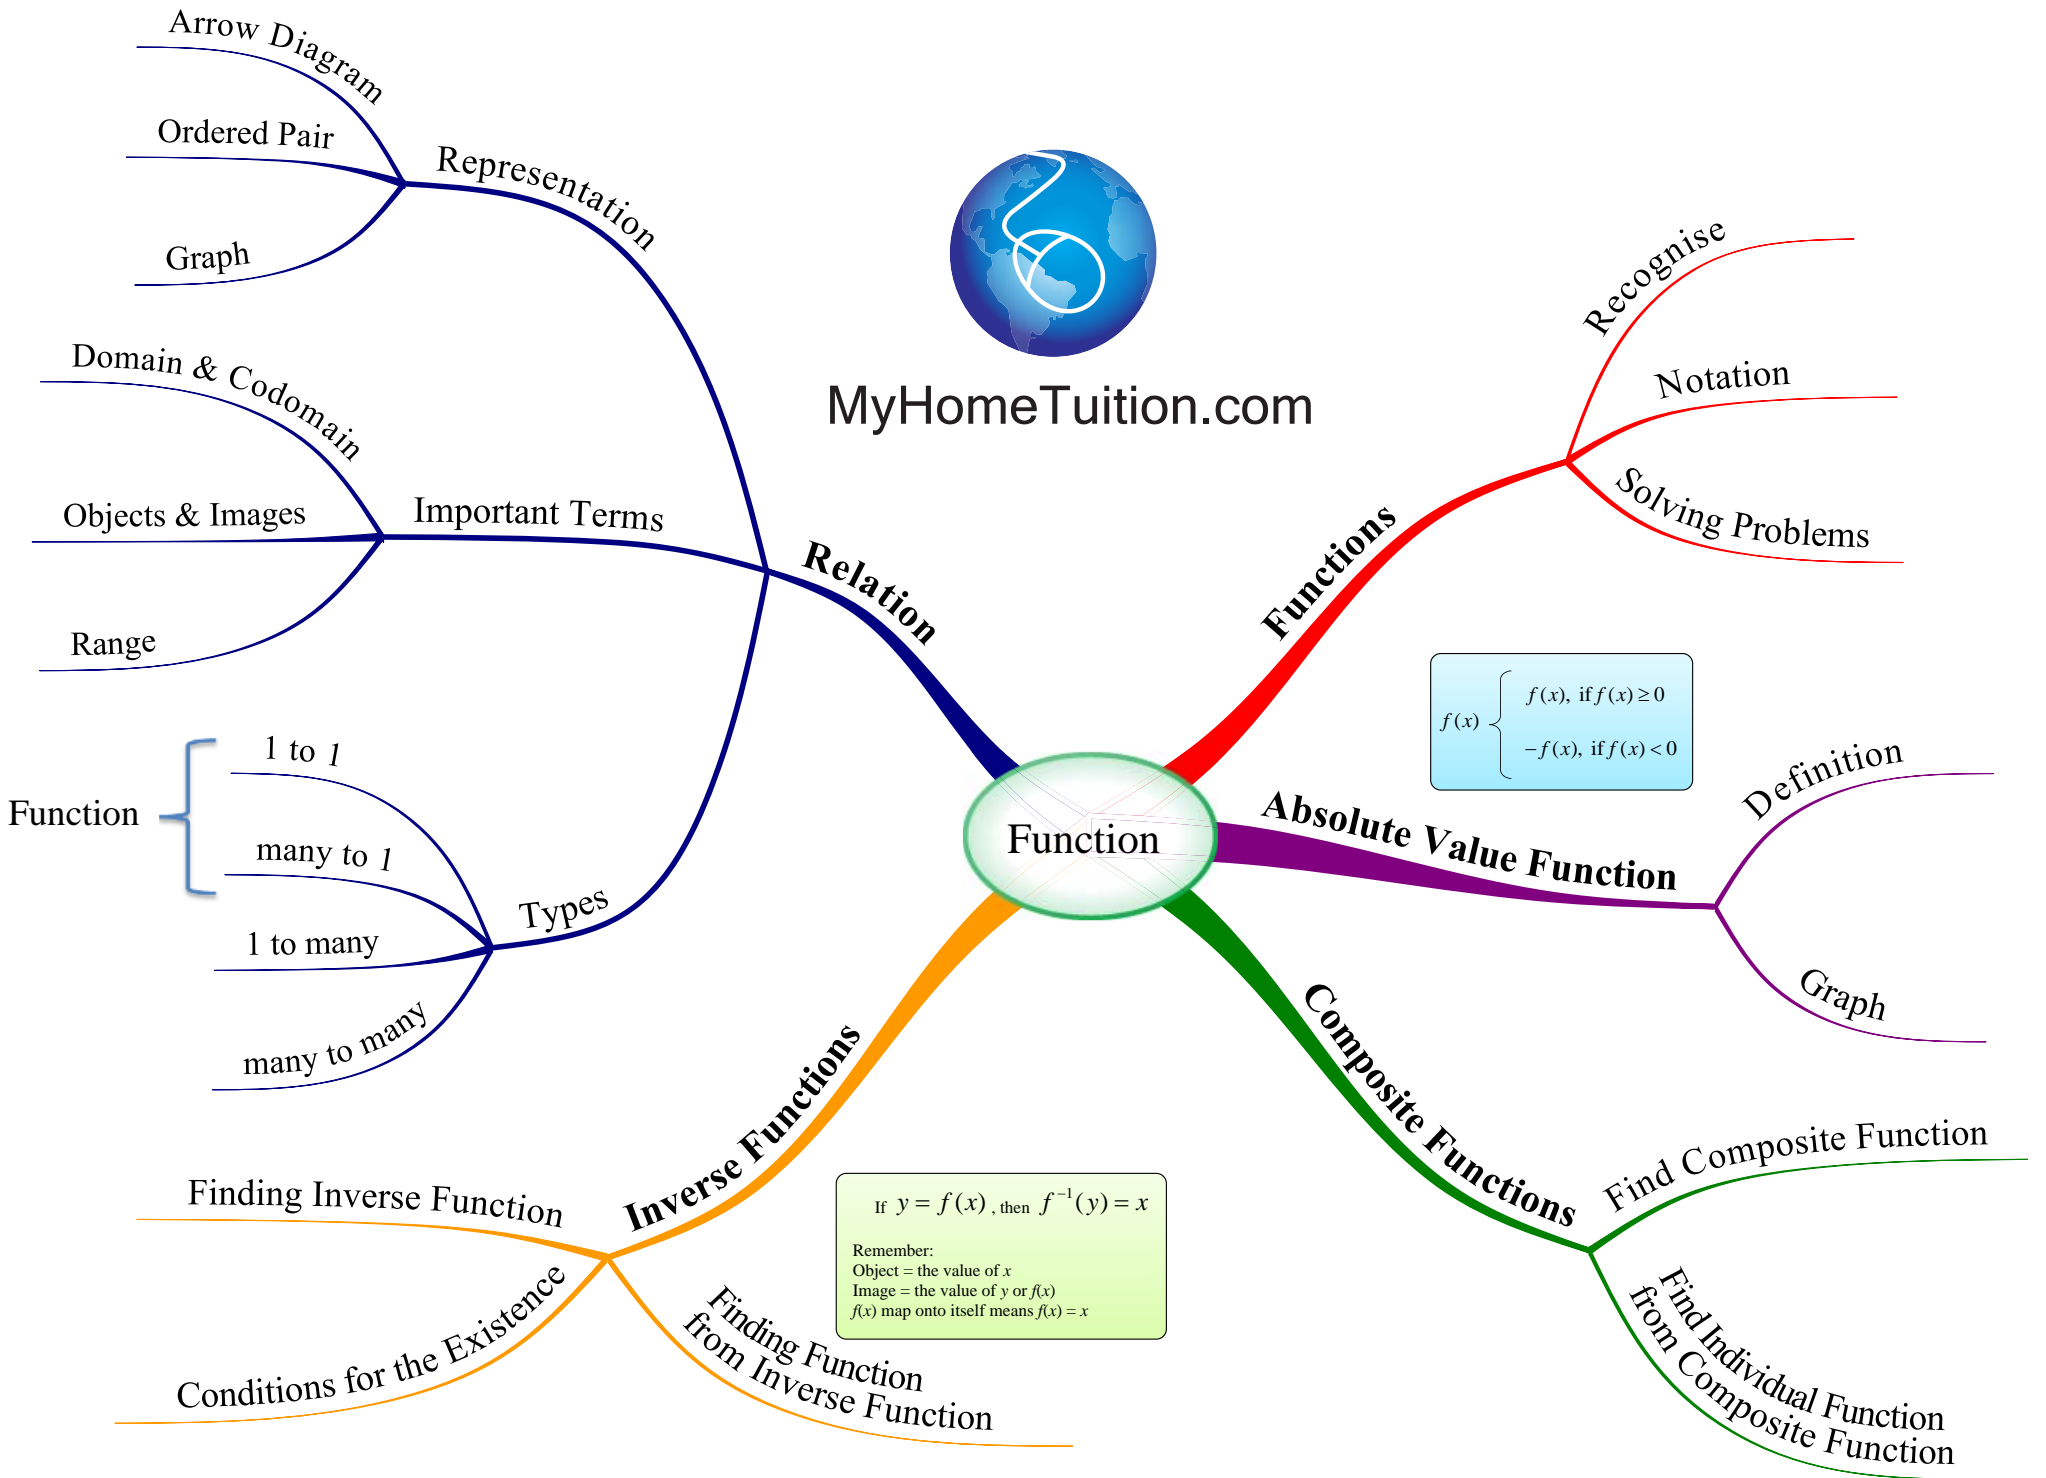 Arrow Diagram
Ordered Pair
Graph
Representation
Domain & Codomain
Objects & Images
Range
Important Terms
Relation
Function
1 to 1
many to 1
1 to many
many to many
Types
MyHomeTuition.com
Recognise
Notation
Solving Problems
Functions
f(x) { f(x), if f(x) ≥ 0
−f(x), if f(x) < 0
Function
Absolute Value Function
Definition
Graph
Composite Functions
Find Composite Function
Find Individual Function
from Composite Function
Inverse Functions
Finding Inverse Function
Conditions for the Existence
Finding Function
from Inverse Function
If y = f(x), then f⁻¹(y) = x
Remember:
Object = the value of x
Image = the value of y or f(x)
f(x) map onto itself means f(x) = x